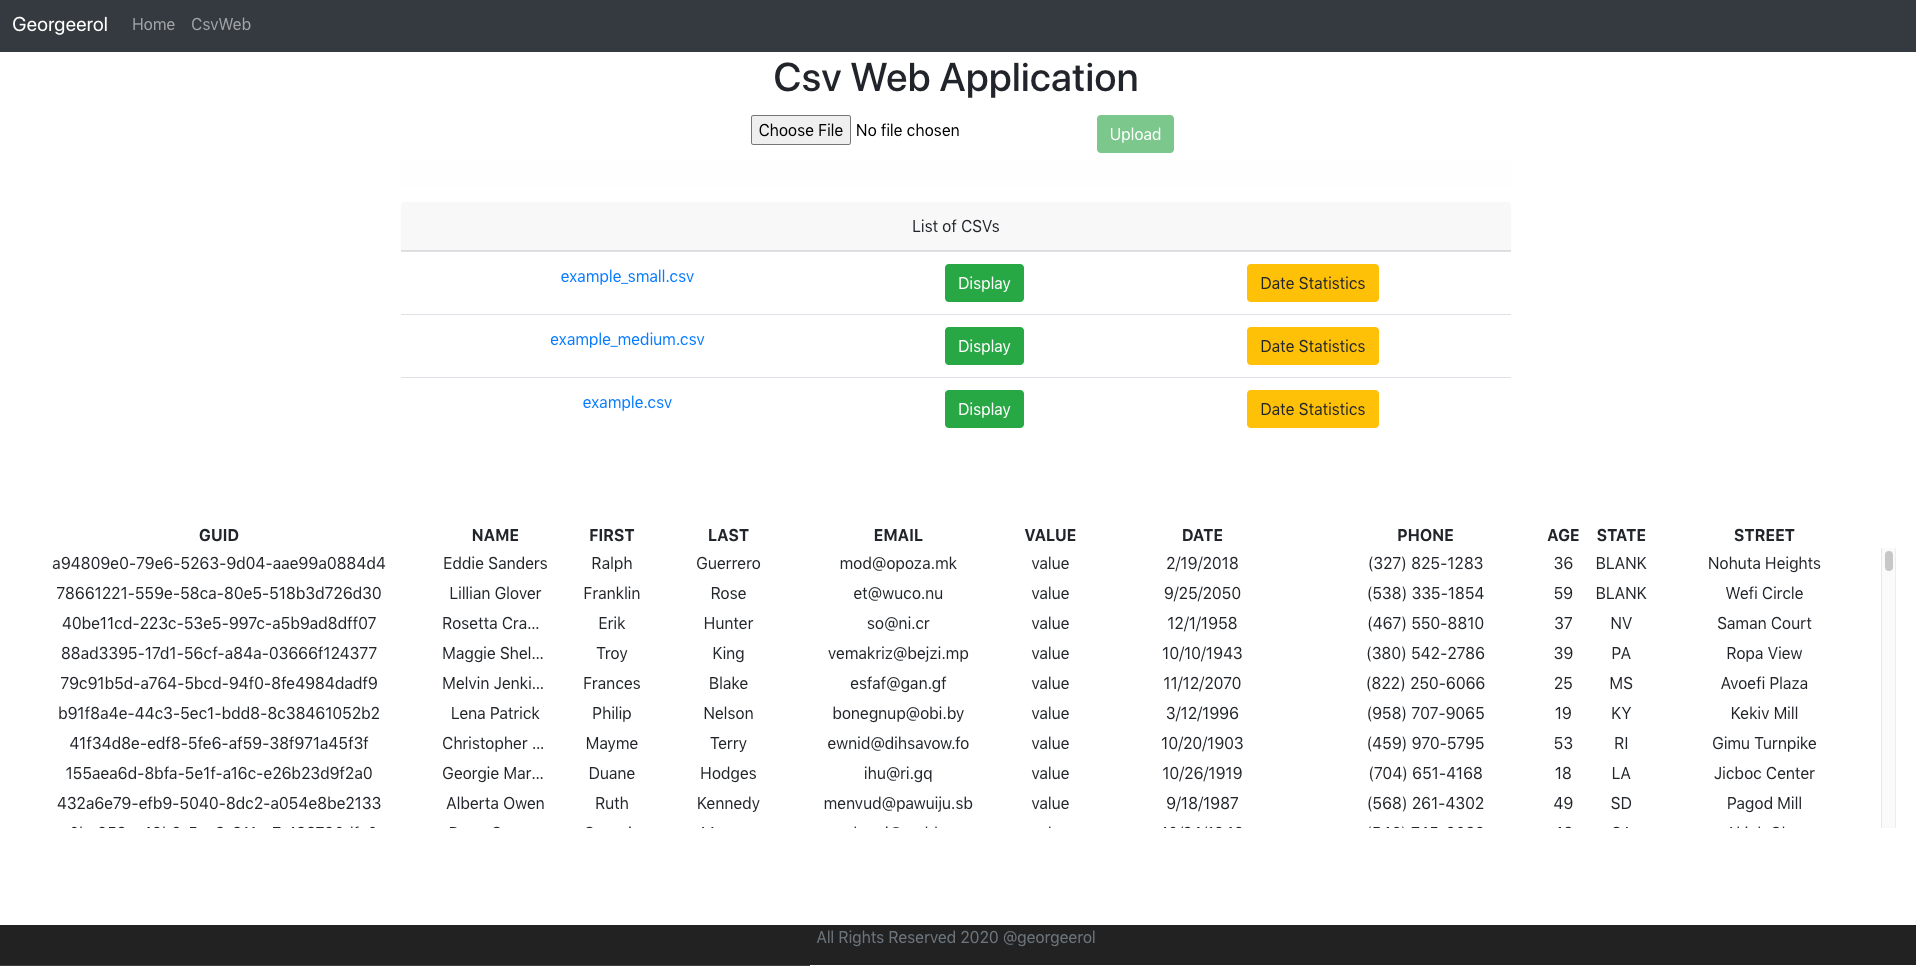 Georgeerol Home CsvWeb
Csv Web Application
Choose File No file chosen Upload
List of CSVs
example_small.csv Display Date Statistics
example_medium.csv Display Date Statistics
example.csv Display Date Statistics
GUID NAME FIRST LAST EMAIL VALUE DATE PHONE AGE STATE STREET
a94809e0-79e6-5263-9d04-aae99a0884d4 Eddie Sanders Ralph Guerrero mod@opoza.mk value 2/19/2018 (327) 825-1283 36 BLANK Nohuta Heights
78661221-559e-58ca-80e5-518b3d726d30 Lillian Glover Franklin Rose et@wuco.nu value 9/25/2050 (538) 335-1854 59 BLANK Wefi Circle
40be11cd-223c-53e5-997c-a5b9ad8dff07 Rosetta Cra... Erik Hunter so@ni.cr value 12/1/1958 (467) 550-8810 37 NV Saman Court
88ad3395-17d1-56cf-a84a-03666f124377 Maggie Shel... Troy King vemakriz@bejzi.mp value 10/10/1943 (380) 542-2786 39 PA Ropa View
79c91b5d-a764-5bcd-94f0-8fe4984dadf9 Melvin Jenki... Frances Blake esfaf@gan.gf value 11/12/2070 (822) 250-6066 25 MS Avoefi Plaza
b91f8a4e-44c3-5ec1-bdd8-8c38461052b2 Lena Patrick Philip Nelson bonegnup@obi.by value 3/12/1996 (958) 707-9065 19 KY Kekiv Mill
41f34d8e-edf8-5fe6-af59-38f971a45f3f Christopher ... Mayme Terry ewnid@dihsavow.fo value 10/20/1903 (459) 970-5795 53 RI Gimu Turnpike
155aea6d-8bfa-5e1f-a16c-e26b23d9f2a0 Georgie Mar... Duane Hodges ihu@ri.gq value 10/26/1919 (704) 651-4168 18 LA Jicboc Center
432a6e79-efb9-5040-8dc2-a054e8be2133 Alberta Owen Ruth Kennedy menvud@pawuiju.sb value 9/18/1987 (568) 261-4302 49 SD Pagod Mill
All Rights Reserved 2020 @georgeerol